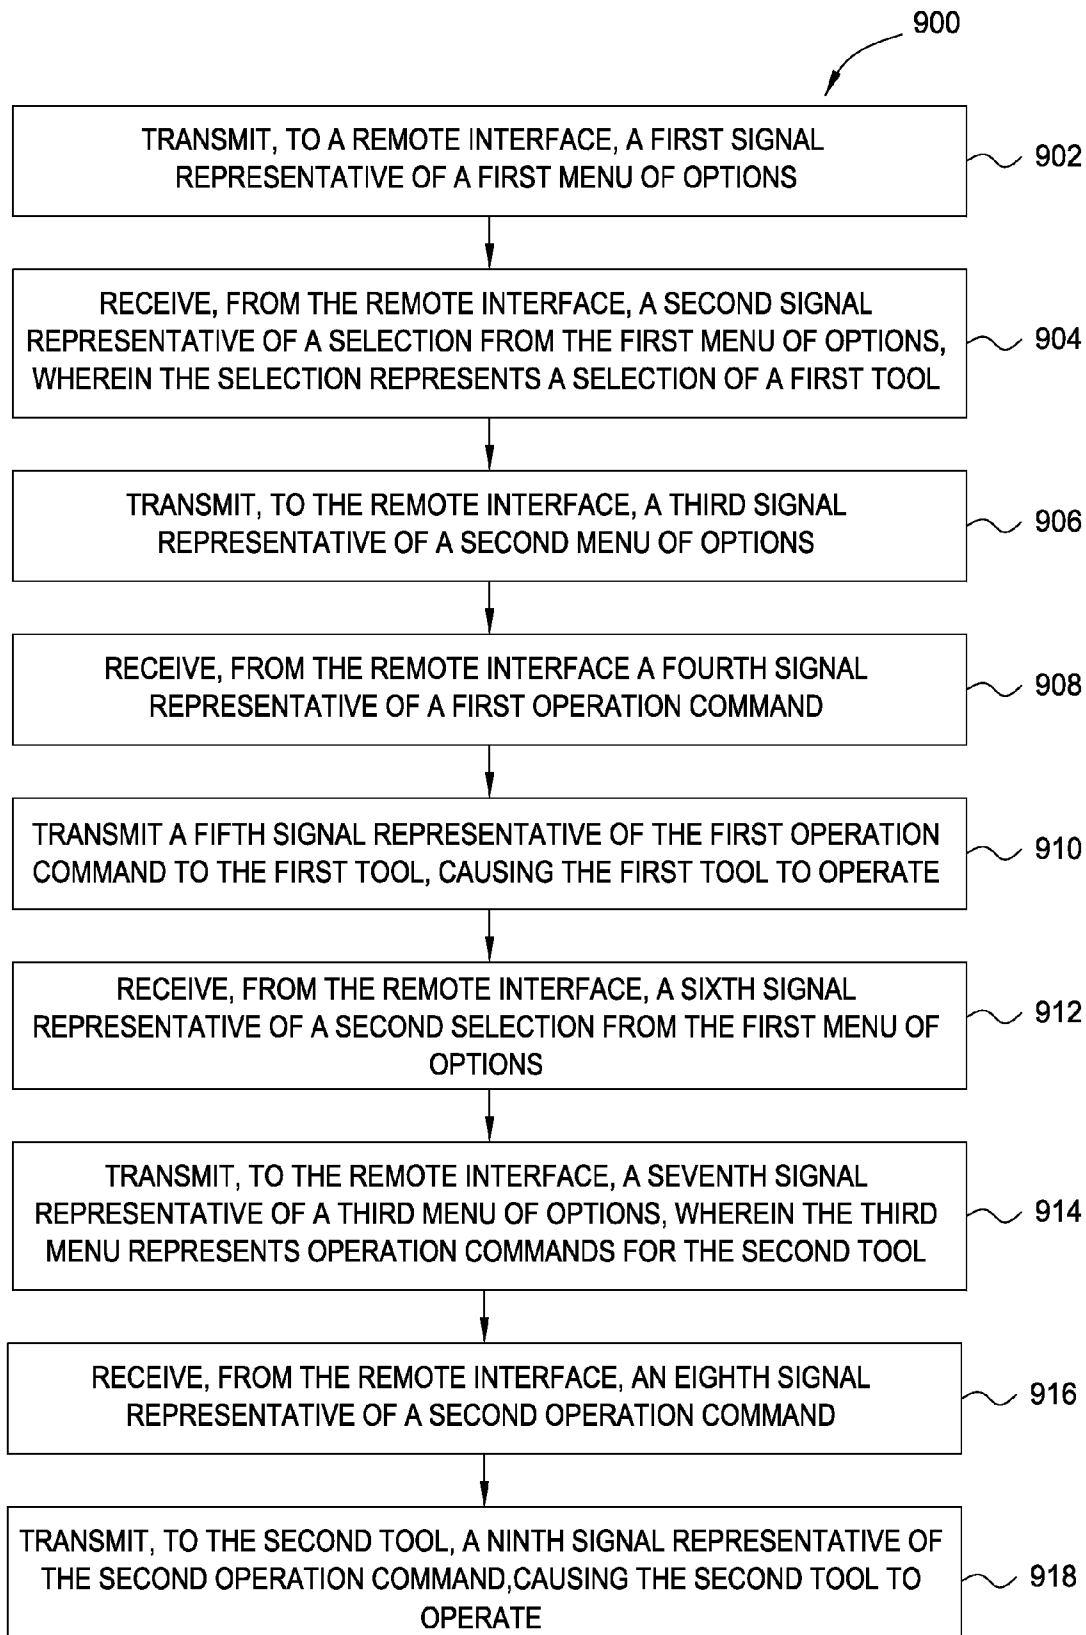 900
TRANSMIT, TO A REMOTE INTERFACE, A FIRST SIGNAL
REPRESENTATIVE OF A FIRST MENU OF OPTIONS
902
RECEIVE, FROM THE REMOTE INTERFACE, A SECOND SIGNAL
REPRESENTATIVE OF A SELECTION FROM THE FIRST MENU OF OPTIONS,
WHEREIN THE SELECTION REPRESENTS A SELECTION OF A FIRST TOOL
904
TRANSMIT, TO THE REMOTE INTERFACE, A THIRD SIGNAL
REPRESENTATIVE OF A SECOND MENU OF OPTIONS
906
RECEIVE, FROM THE REMOTE INTERFACE A FOURTH SIGNAL
REPRESENTATIVE OF A FIRST OPERATION COMMAND
908
TRANSMIT A FIFTH SIGNAL REPRESENTATIVE OF THE FIRST OPERATION
COMMAND TO THE FIRST TOOL, CAUSING THE FIRST TOOL TO OPERATE
910
RECEIVE, FROM THE REMOTE INTERFACE, A SIXTH SIGNAL
REPRESENTATIVE OF A SECOND SELECTION FROM THE FIRST MENU OF
OPTIONS
912
TRANSMIT, TO THE REMOTE INTERFACE, A SEVENTH SIGNAL
REPRESENTATIVE OF A THIRD MENU OF OPTIONS, WHEREIN THE THIRD
MENU REPRESENTS OPERATION COMMANDS FOR THE SECOND TOOL
914
RECEIVE, FROM THE REMOTE INTERFACE, AN EIGHTH SIGNAL
REPRESENTATIVE OF A SECOND OPERATION COMMAND
916
TRANSMIT, TO THE SECOND TOOL, A NINTH SIGNAL REPRESENTATIVE OF
THE SECOND OPERATION COMMAND,CAUSING THE SECOND TOOL TO
OPERATE
918